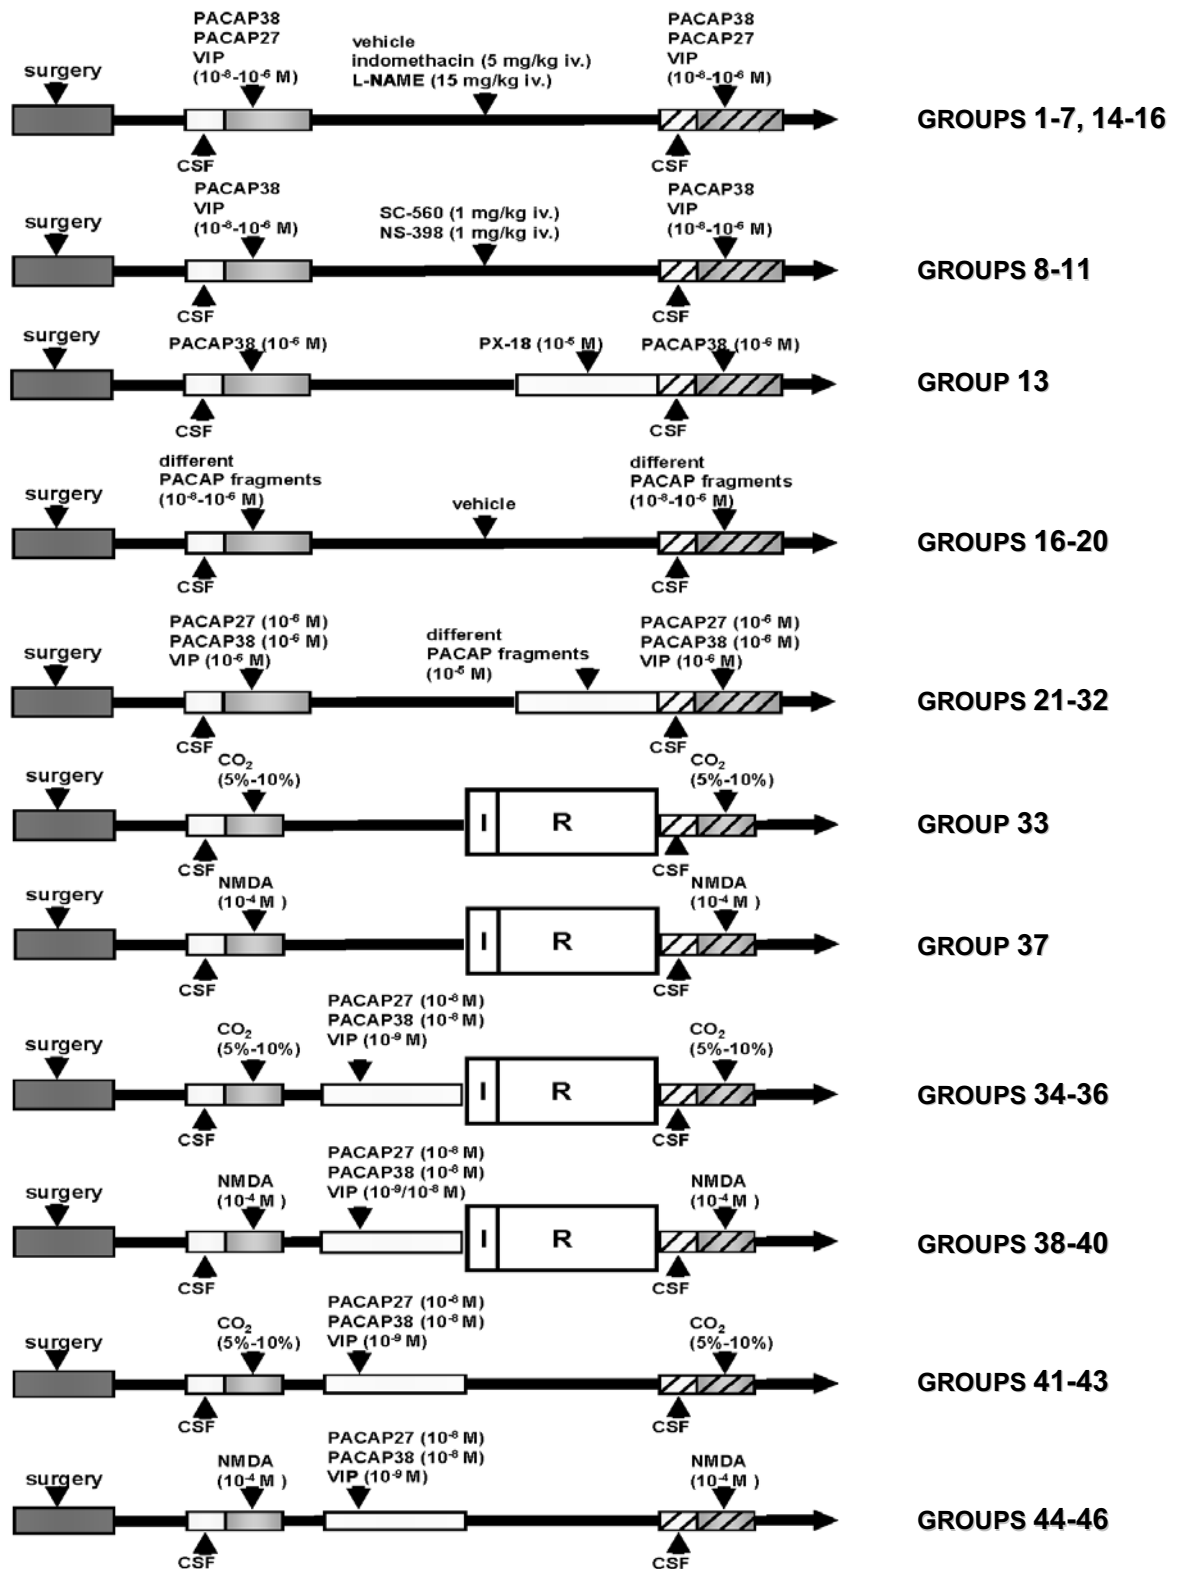 PACAP38
PACAP27
VIP
(10⁻⁸-10⁻⁶ M)
vehicle
indomethacin (5 mg/kg iv.)
L-NAME (15 mg/kg iv.)
PACAP38
PACAP27
VIP
(10⁻⁸-10⁻⁶ M)
surgery
CSF
CSF
GROUPS 1-7, 14-16
PACAP38
VIP
(10⁻⁸-10⁻⁶ M)
SC-560 (1 mg/kg iv.)
NS-398 (1 mg/kg iv.)
PACAP38
VIP
(10⁻⁸-10⁻⁶ M)
surgery
CSF
CSF
GROUPS 8-11
surgery
PACAP38 (10⁻⁶ M)
PX-18 (10⁻⁵ M)
PACAP38 (10⁻⁶ M)
CSF
CSF
GROUP 13
different
PACAP fragments
(10⁻⁸-10⁻⁶ M)
vehicle
different
PACAP fragments
(10⁻⁸-10⁻⁶ M)
surgery
CSF
CSF
GROUPS 16-20
PACAP27 (10⁻⁶ M)
PACAP38 (10⁻⁶ M)
VIP (10⁻⁶ M)
different
PACAP fragments
(10⁻⁵ M)
PACAP27 (10⁻⁶ M)
PACAP38 (10⁻⁶ M)
VIP (10⁻⁶ M)
surgery
CSF
CSF
GROUPS 21-32
surgery
CO₂
(5%-10%)
I
R
CO₂
(5%-10%)
CSF
CSF
GROUP 33
surgery
NMDA
(10⁻⁴ M )
I
R
NMDA
(10⁻⁴ M )
CSF
CSF
GROUP 37
surgery
CO₂
(5%-10%)
PACAP27 (10⁻⁸ M)
PACAP38 (10⁻⁸ M)
VIP (10⁻⁹ M)
I
R
CO₂
(5%-10%)
CSF
CSF
GROUPS 34-36
surgery
NMDA
(10⁻⁴ M )
PACAP27 (10⁻⁸ M)
PACAP38 (10⁻⁸ M)
VIP (10⁻⁹/10⁻⁸ M)
I
R
NMDA
(10⁻⁴ M )
CSF
CSF
GROUPS 38-40
surgery
CO₂
(5%-10%)
PACAP27 (10⁻⁸ M)
PACAP38 (10⁻⁸ M)
VIP (10⁻⁹ M)
CO₂
(5%-10%)
CSF
CSF
GROUPS 41-43
surgery
NMDA
(10⁻⁴ M )
PACAP27 (10⁻⁸ M)
PACAP38 (10⁻⁸ M)
VIP (10⁻⁹ M)
NMDA
(10⁻⁴ M )
CSF
CSF
GROUPS 44-46